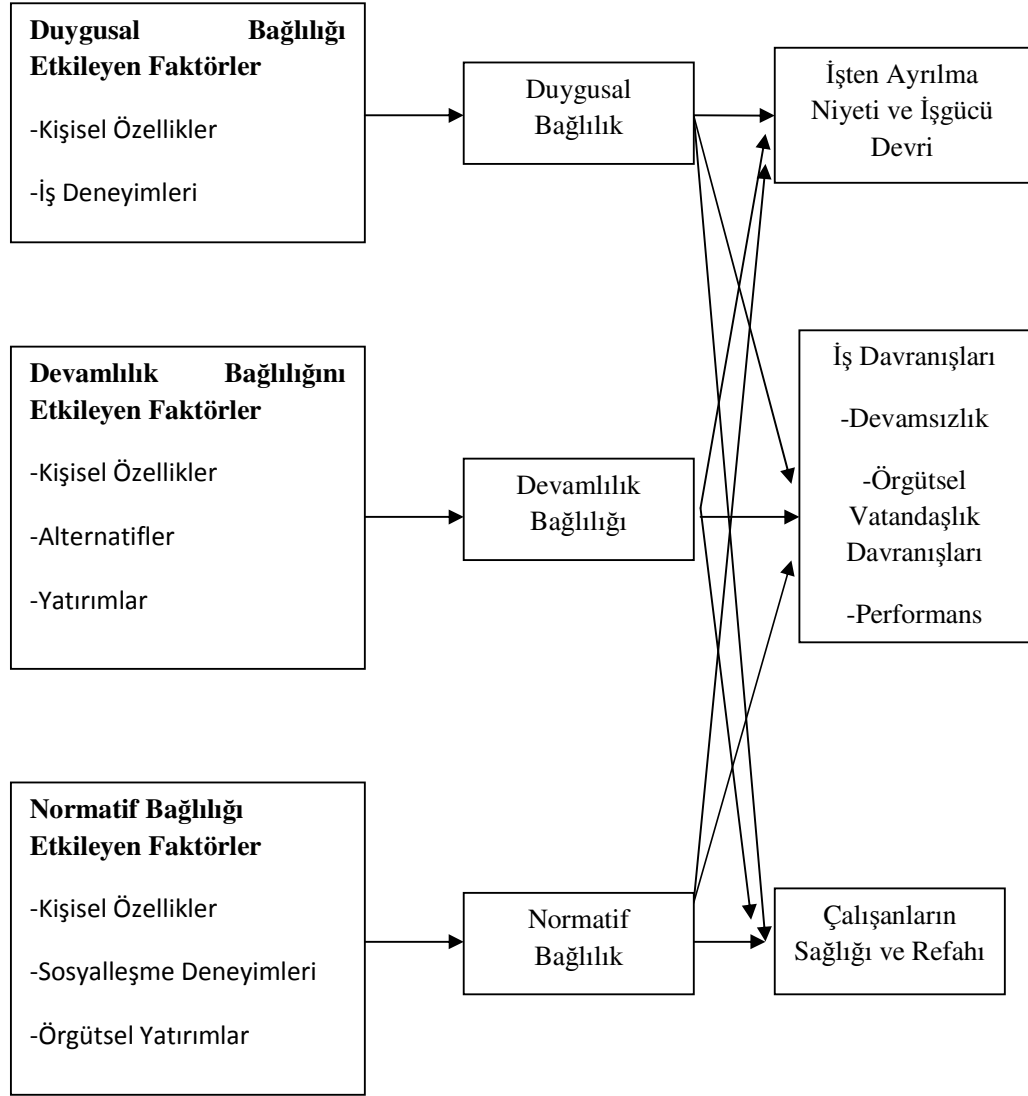 Duygusal Bağlılığı
Etkileyen Faktörler
-Kişisel Özellikler
-İş Deneyimleri
Duygusal
Bağlılık
İşten Ayrılma
Niyeti ve İşgücü
Devri
Devamlılık Bağlılığını
Etkileyen Faktörler
-Kişisel Özellikler
-Alternatifler
-Yatırımlar
Devamlılık
Bağlılığı
İş Davranışları
-Devamsızlık
-Örgütsel
Vatandaşlık
Davranışları
-Performans
Normatif Bağlılığı
Etkileyen Faktörler
-Kişisel Özellikler
-Sosyalleşme Deneyimleri
-Örgütsel Yatırımlar
Normatif
Bağlılık
Çalışanların
Sağlığı ve Refahı